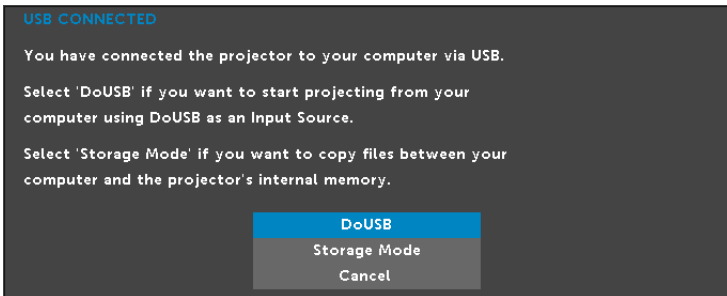 USB CONNECTED
You have connected the projector to your computer via USB.
Select 'DoUSB' if you want to start projecting from your
computer using DoUSB as an Input Source.
Select 'Storage Mode' if you want to copy files between your
computer and the projector's internal memory.
DoUSB
Storage Mode
Cancel